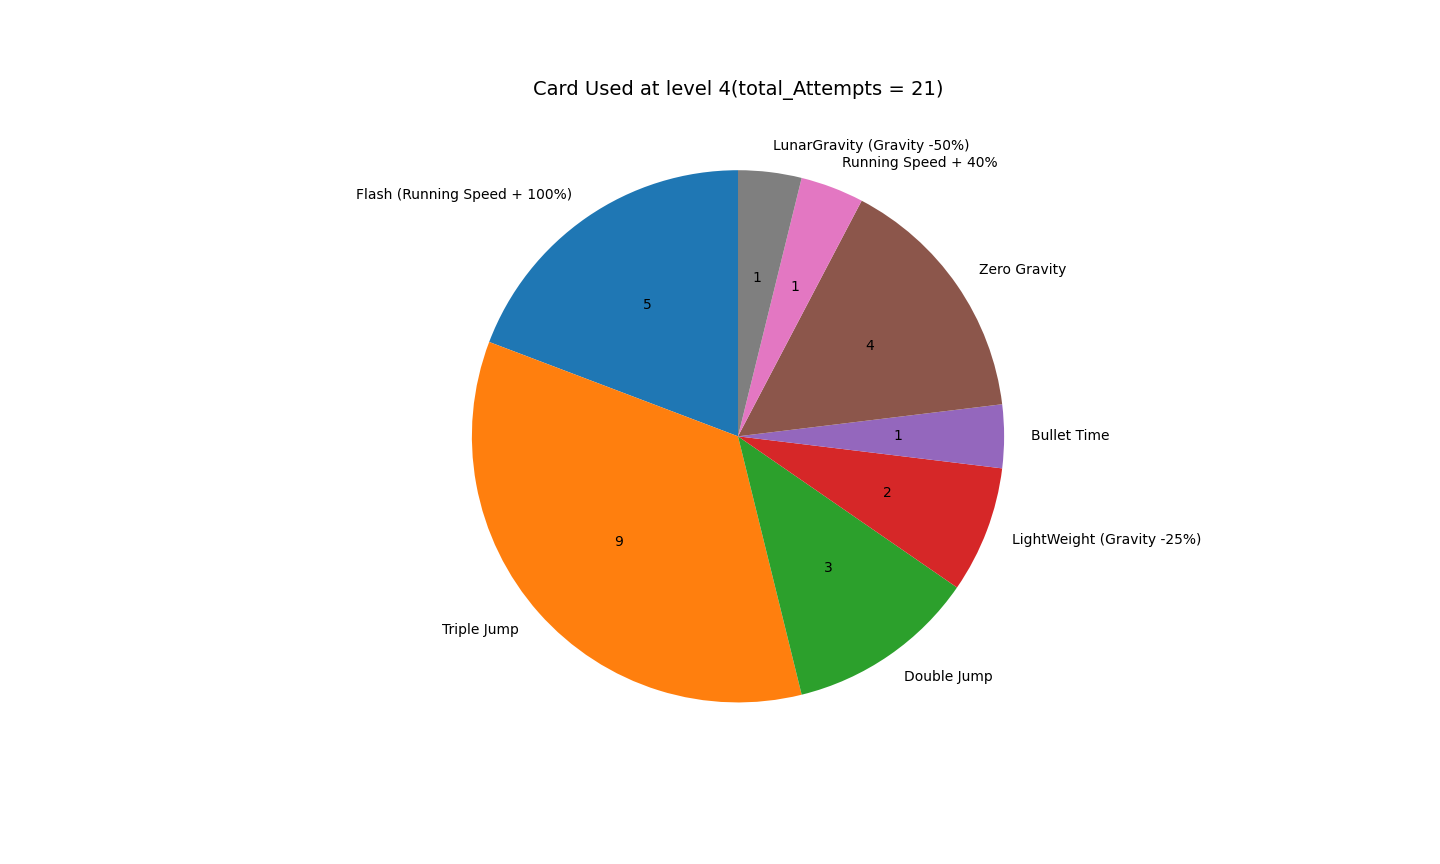 Card Used at level 4(total_Attempts = 21)
LunarGravity (Gravity -50%)
Running Speed + 40%
Flash (Running Speed + 100%)
Zero Gravity
1
1
5
4
Bullet Time
1
2
LightWeight (Gravity -25%)
9
3
Triple Jump
Double Jump